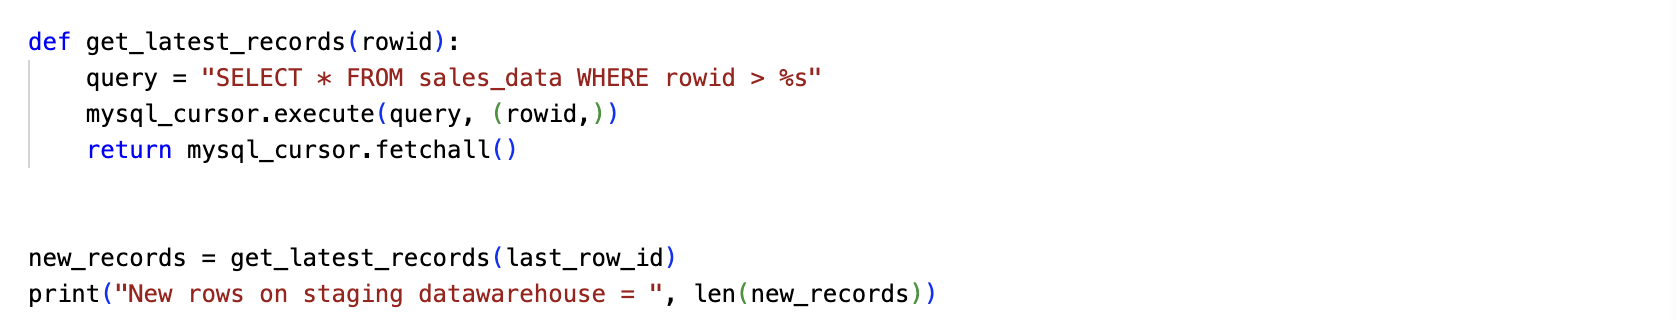 def get_latest_records(rowid):
    query = "SELECT * FROM sales_data WHERE rowid > %s"
    mysql_cursor.execute(query, (rowid,))
    return mysql_cursor.fetchall()
new_records = get_latest_records(last_row_id)
print("New rows on staging datawarehouse = ", len(new_records))